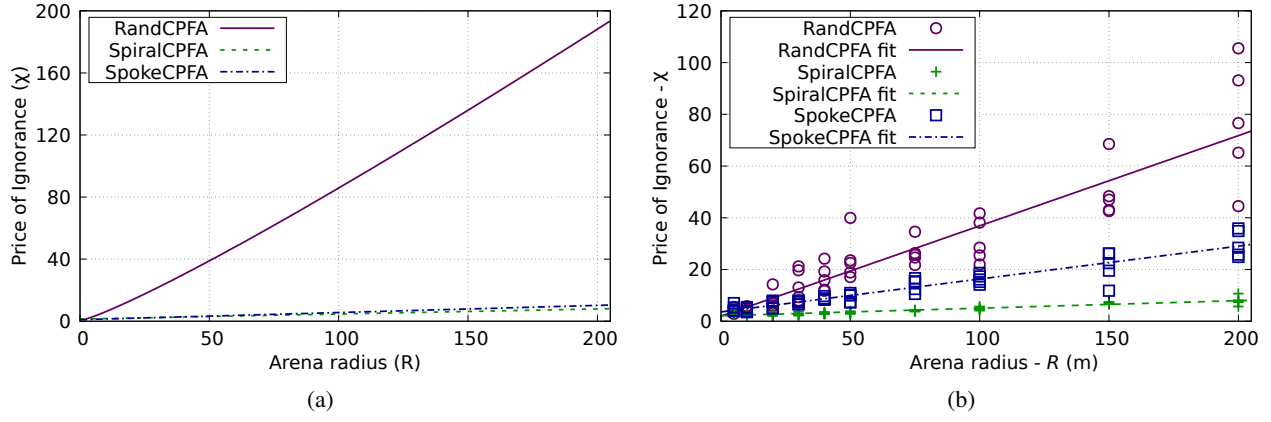 RandCPFA
SpiralCPFA
SpokeCPFA
Price of Ignorance (χ)
200
160
120
80
40
0
0 50 100 150 200
Arena radius (R)
(a)
RandCPFA
RandCPFA fit
SpiralCPFA
SpiralCPFA fit
SpokeCPFA
SpokeCPFA fit
Price of Ignorance -χ
120
100
80
60
40
20
0
0 50 100 150 200
Arena radius - R (m)
(b)